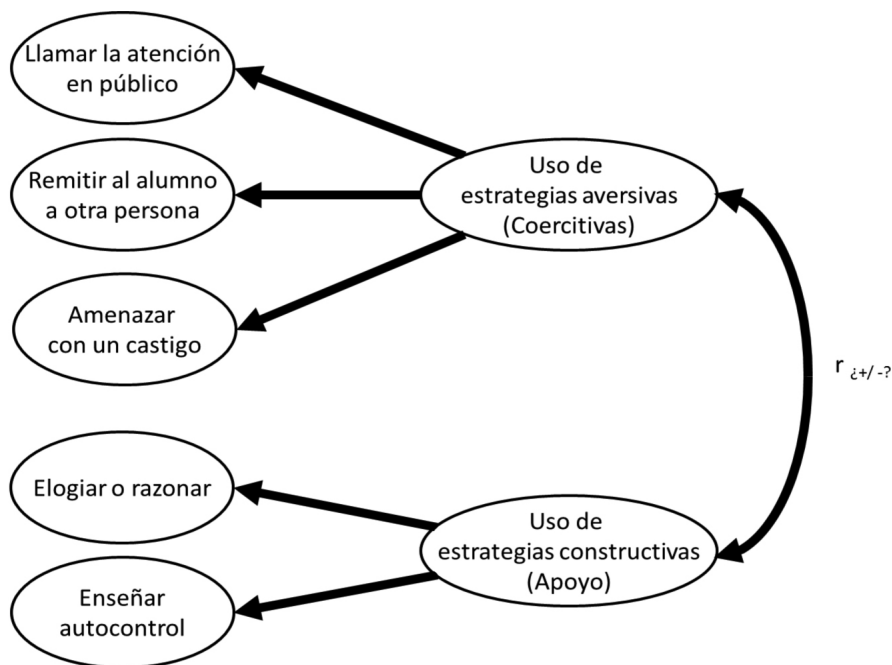 Llamar la atención
en público
Remitir al alumno
a otra persona
Amenazar
con un castigo
Uso de
estrategias aversivas
(Coercitivas)
r ¿+/ -?
Elogiar o razonar
Enseñar
autocontrol
Uso de
estrategias constructivas
(Apoyo)